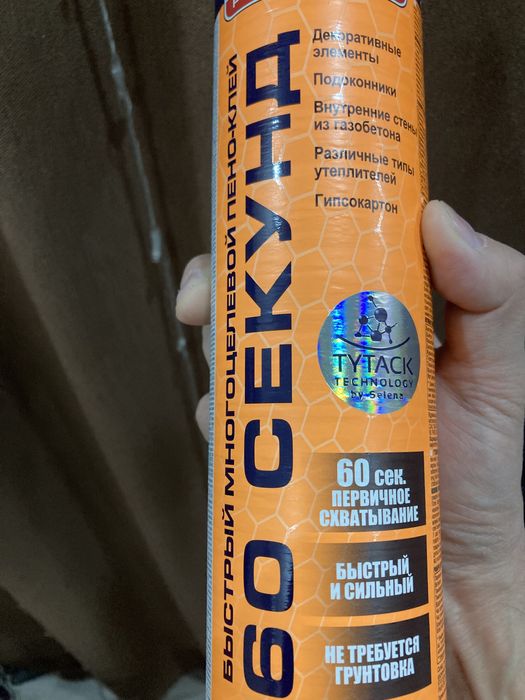 БЫСТРЫЙ МНОГОЦЕЛЕВОЙ ПЕНО-КЛЕЙ
60 СЕКУНД
Декоративные
элементы
Подоконники
Внутренние стены
из газобетона
Различные типы
утеплителей
Гипсокартон
TYTACK
TECHNOLOGY
by Selena
60 сек.
ПЕРВИЧНОЕ
СХВАТЫВАНИЕ
БЫСТРЫЙ
И СИЛЬНЫЙ
НЕ ТРЕБУЕТСЯ
ГРУНТОВКА